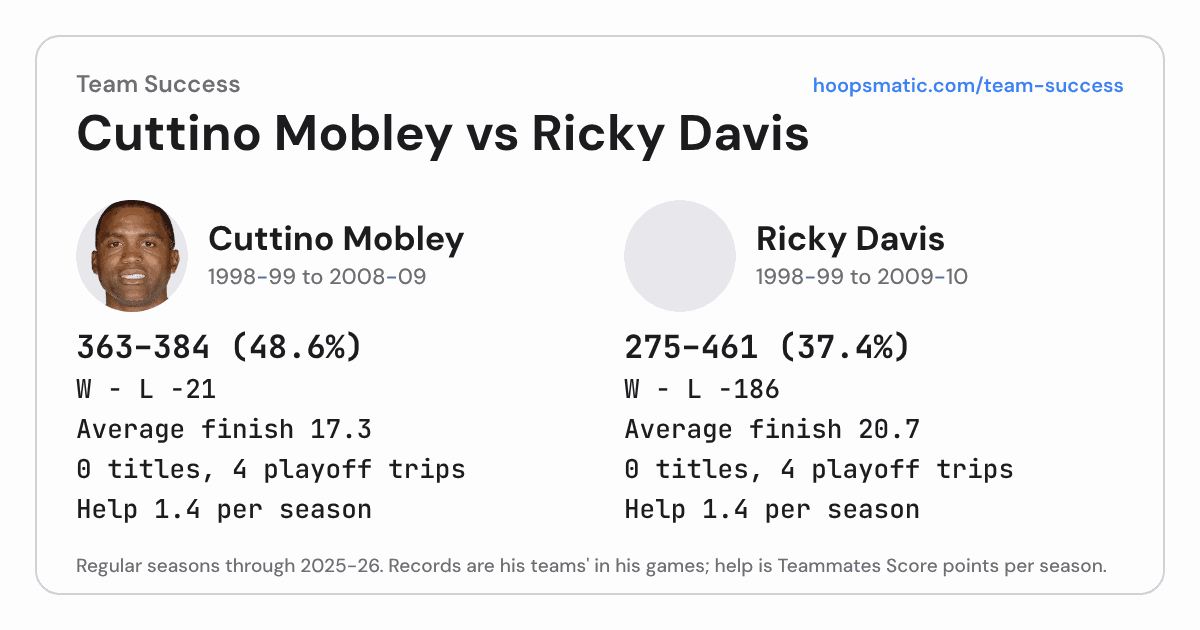 Team Success
hoopsmatic.com/team-success
Cuttino Mobley vs Ricky Davis
Cuttino Mobley
1998-99 to 2008-09
363-384 (48.6%)
W - L -21
Average finish 17.3
0 titles, 4 playoff trips
Help 1.4 per season
Ricky Davis
1998-99 to 2009-10
275-461 (37.4%)
W - L -186
Average finish 20.7
0 titles, 4 playoff trips
Help 1.4 per season
Regular seasons through 2025-26. Records are his teams' in his games; help is Teammates Score points per season.